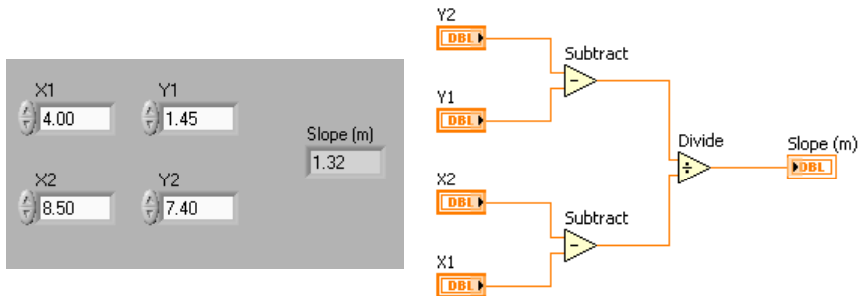 X1 Y1
4.00 1.45
Slope (m)
1.32
X2 Y2
8.50 7.40
Y2
DBL
Subtract
Y1
DBL
Divide
Slope (m)
DBL
X2
DBL
Subtract
X1
DBL